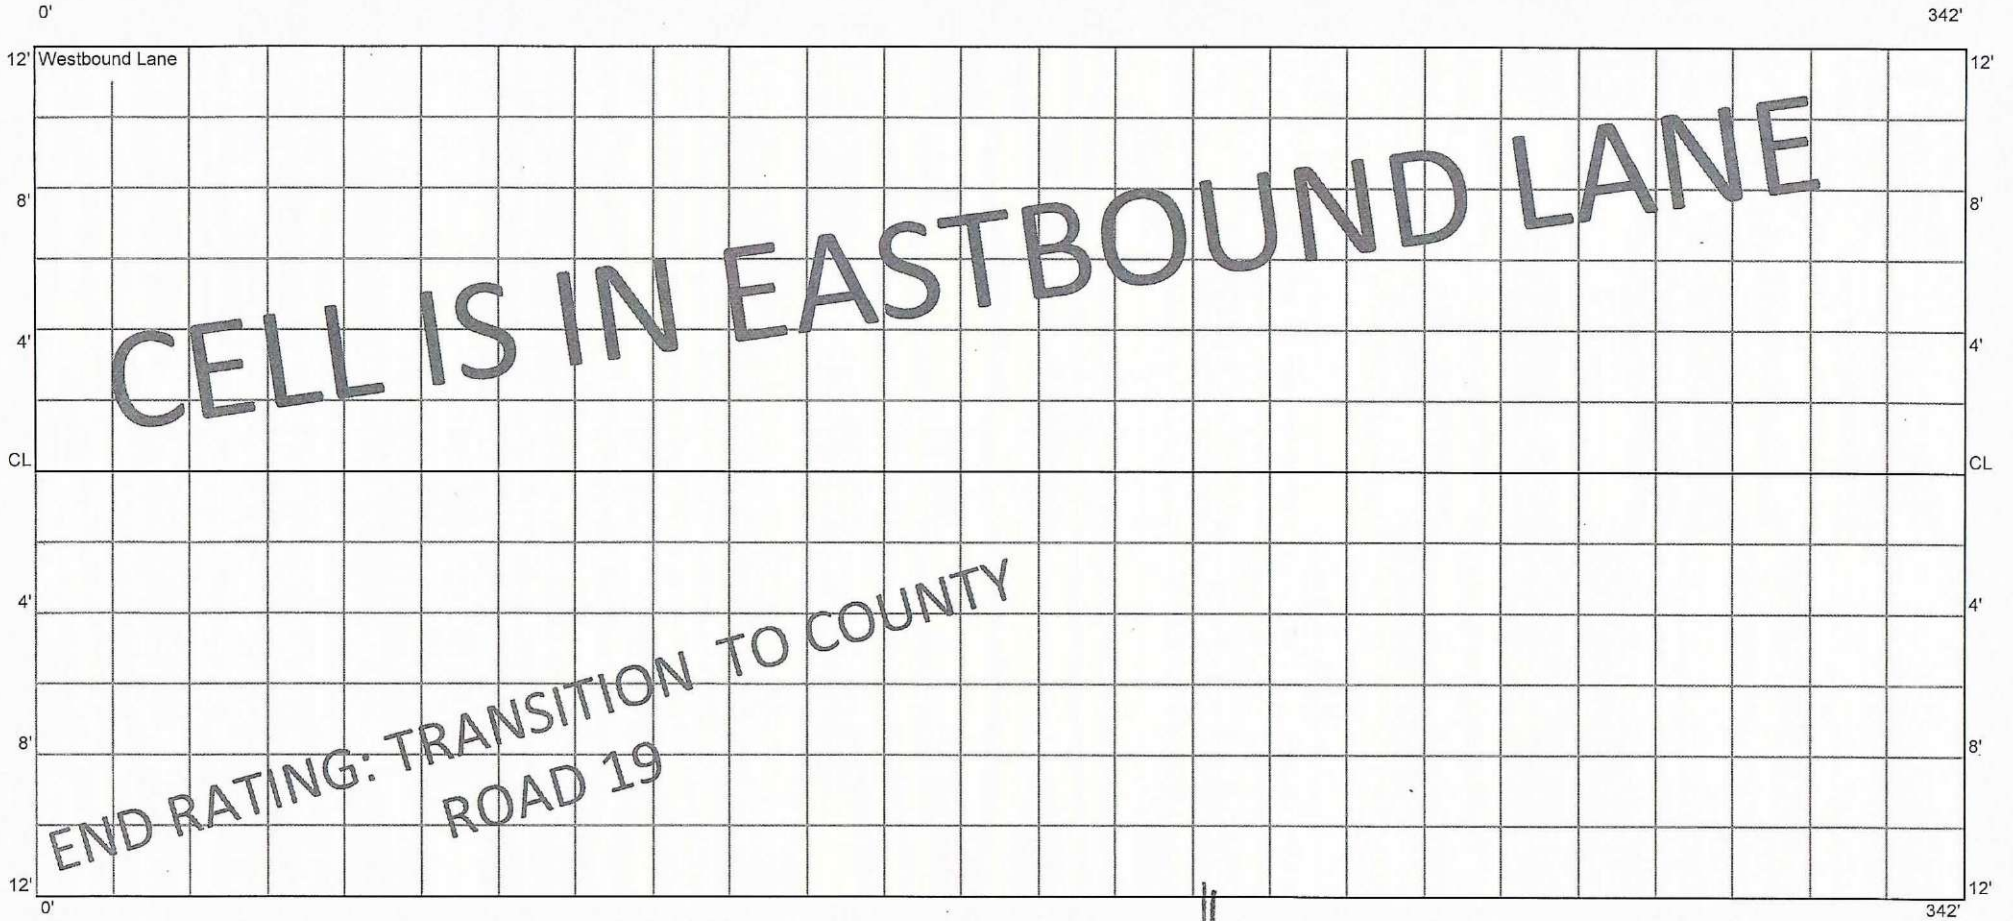 0' 342'
12' Westbound Lane 12'
8' 8'
CELL IS IN EASTBOUND LANE
4' 4'
CL CL
4' 4'
END RATING: TRANSITION TO COUNTY
ROAD 19
8' 8'
12' 12'
0' 342'